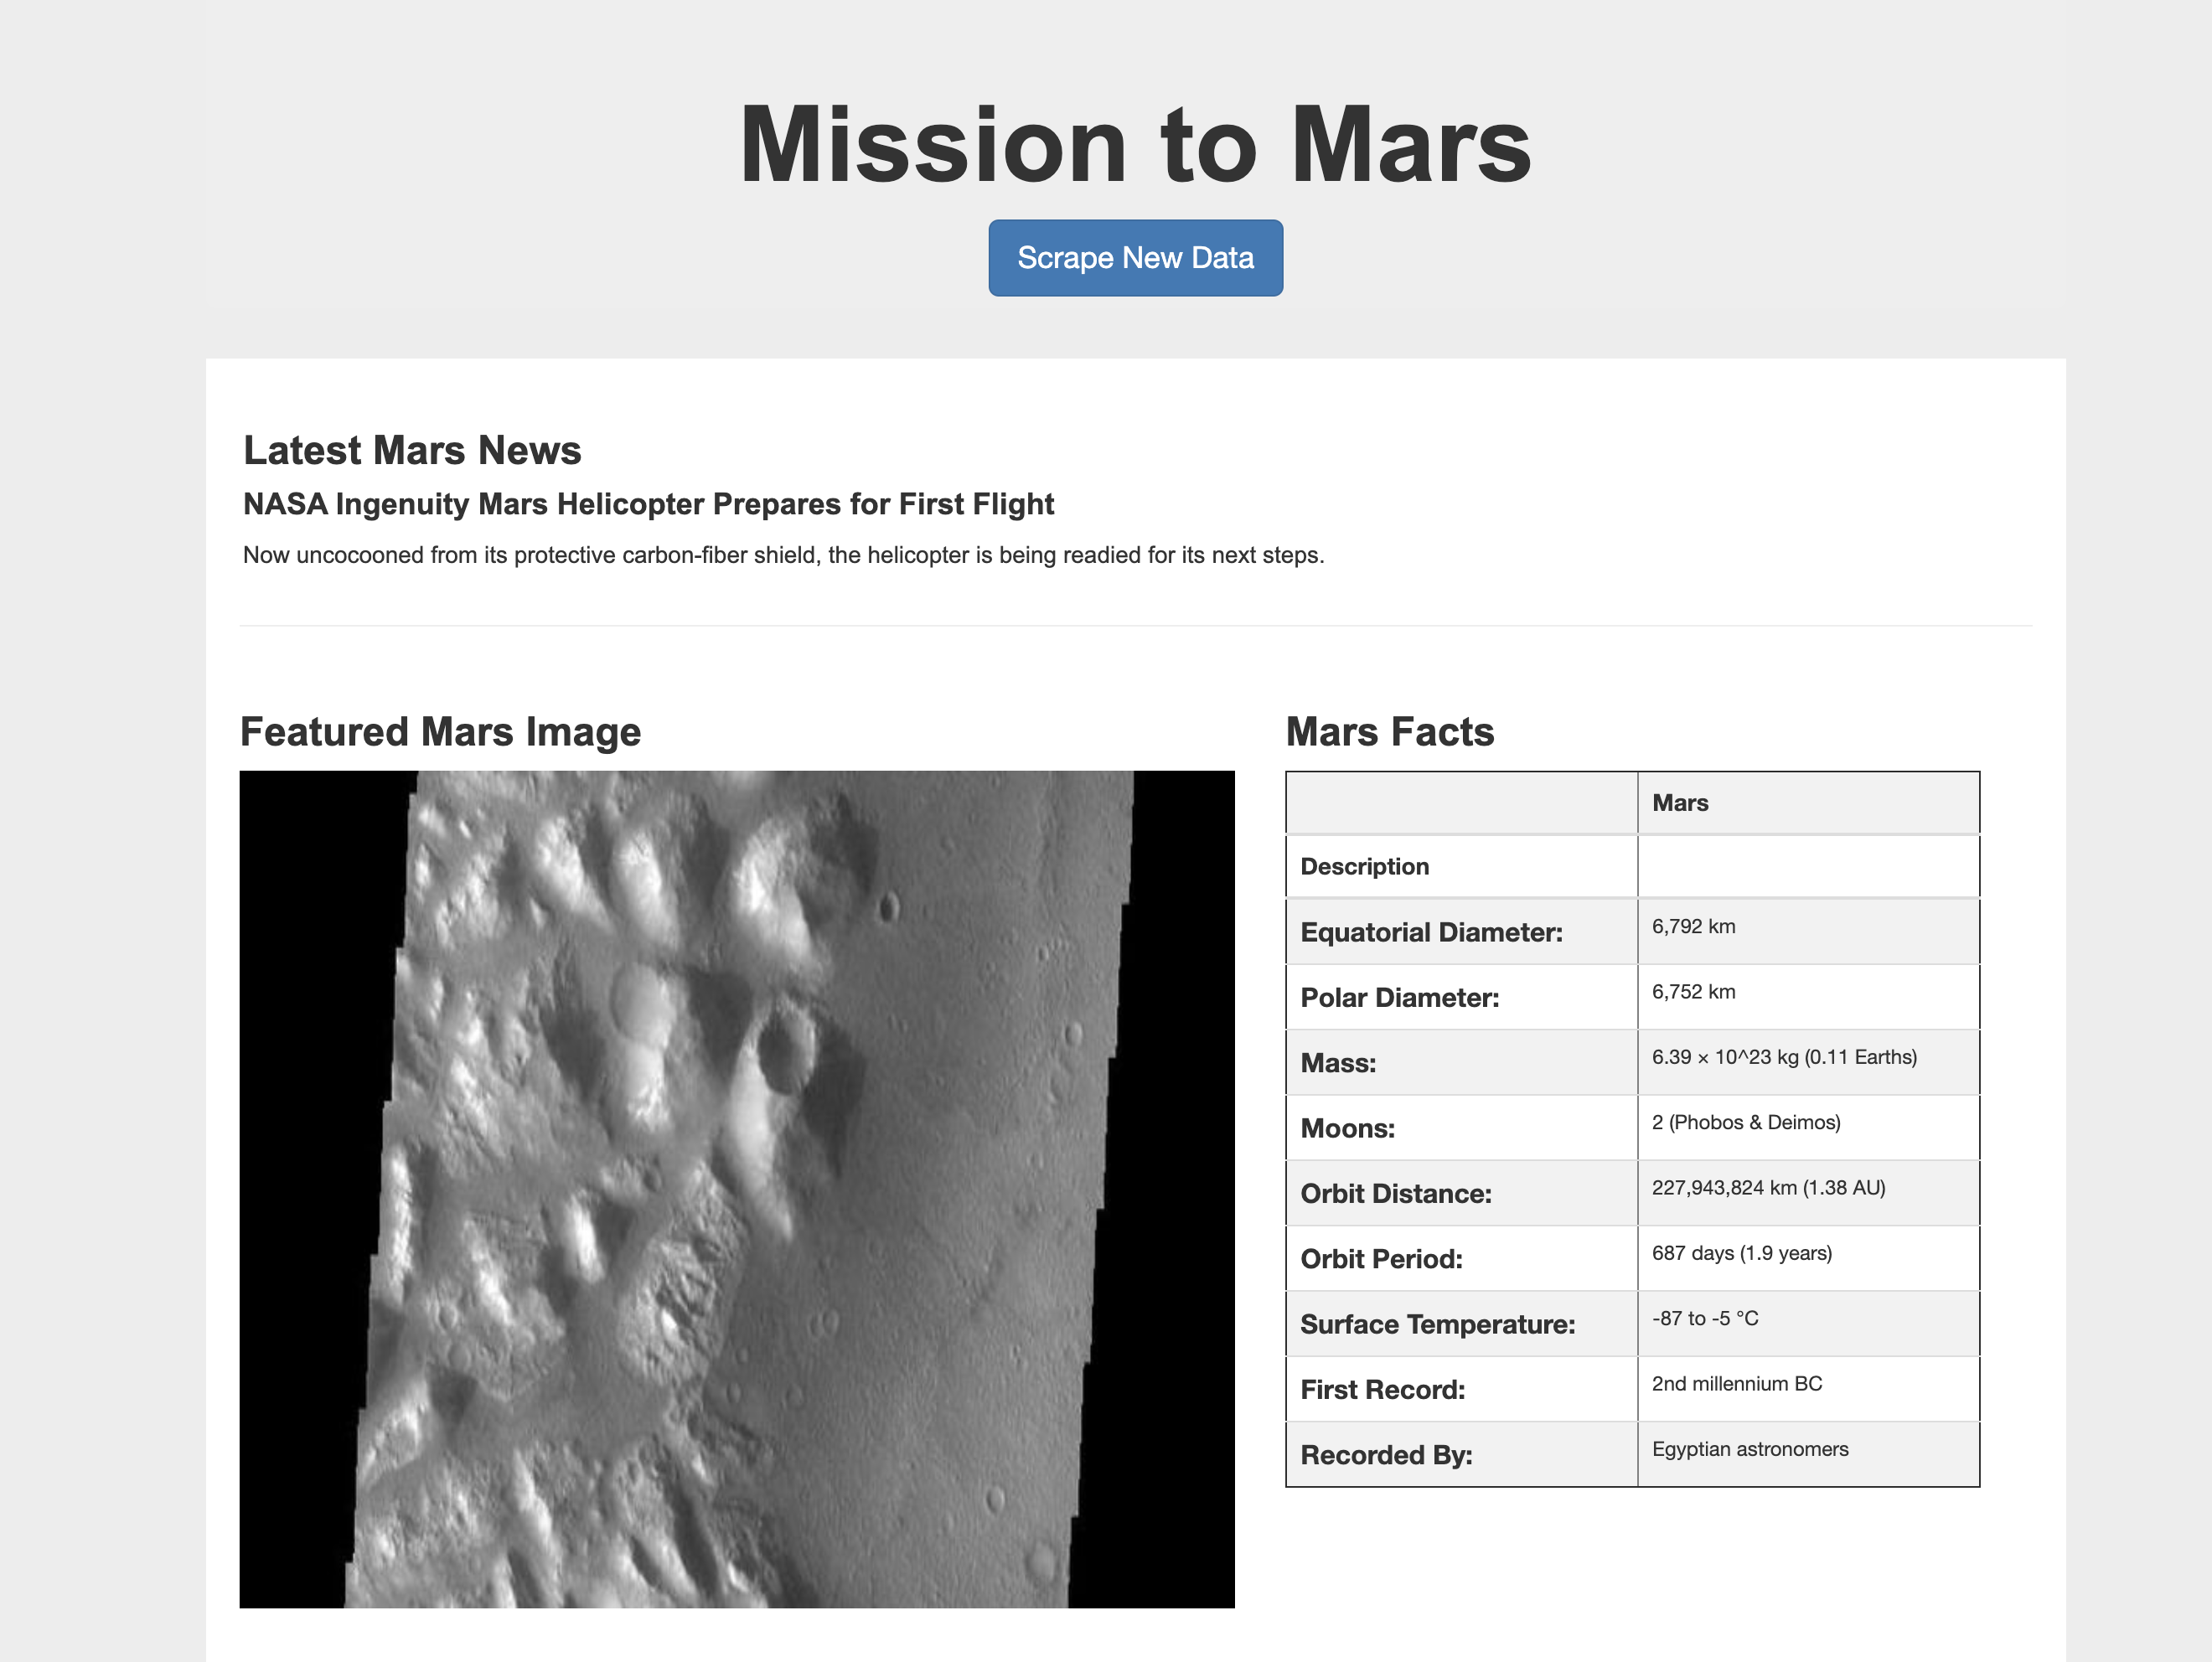 Mission to Mars
Scrape New Data
Latest Mars News
NASA Ingenuity Mars Helicopter Prepares for First Flight
Now uncocooned from its protective carbon-fiber shield, the helicopter is being readied for its next steps.
Featured Mars Image
Mars Facts
Mars
Description
Equatorial Diameter: 6,792 km
Polar Diameter: 6,752 km
Mass: 6.39 × 10^23 kg (0.11 Earths)
Moons: 2 (Phobos & Deimos)
Orbit Distance: 227,943,824 km (1.38 AU)
Orbit Period: 687 days (1.9 years)
Surface Temperature: -87 to -5 °C
First Record: 2nd millennium BC
Recorded By: Egyptian astronomers